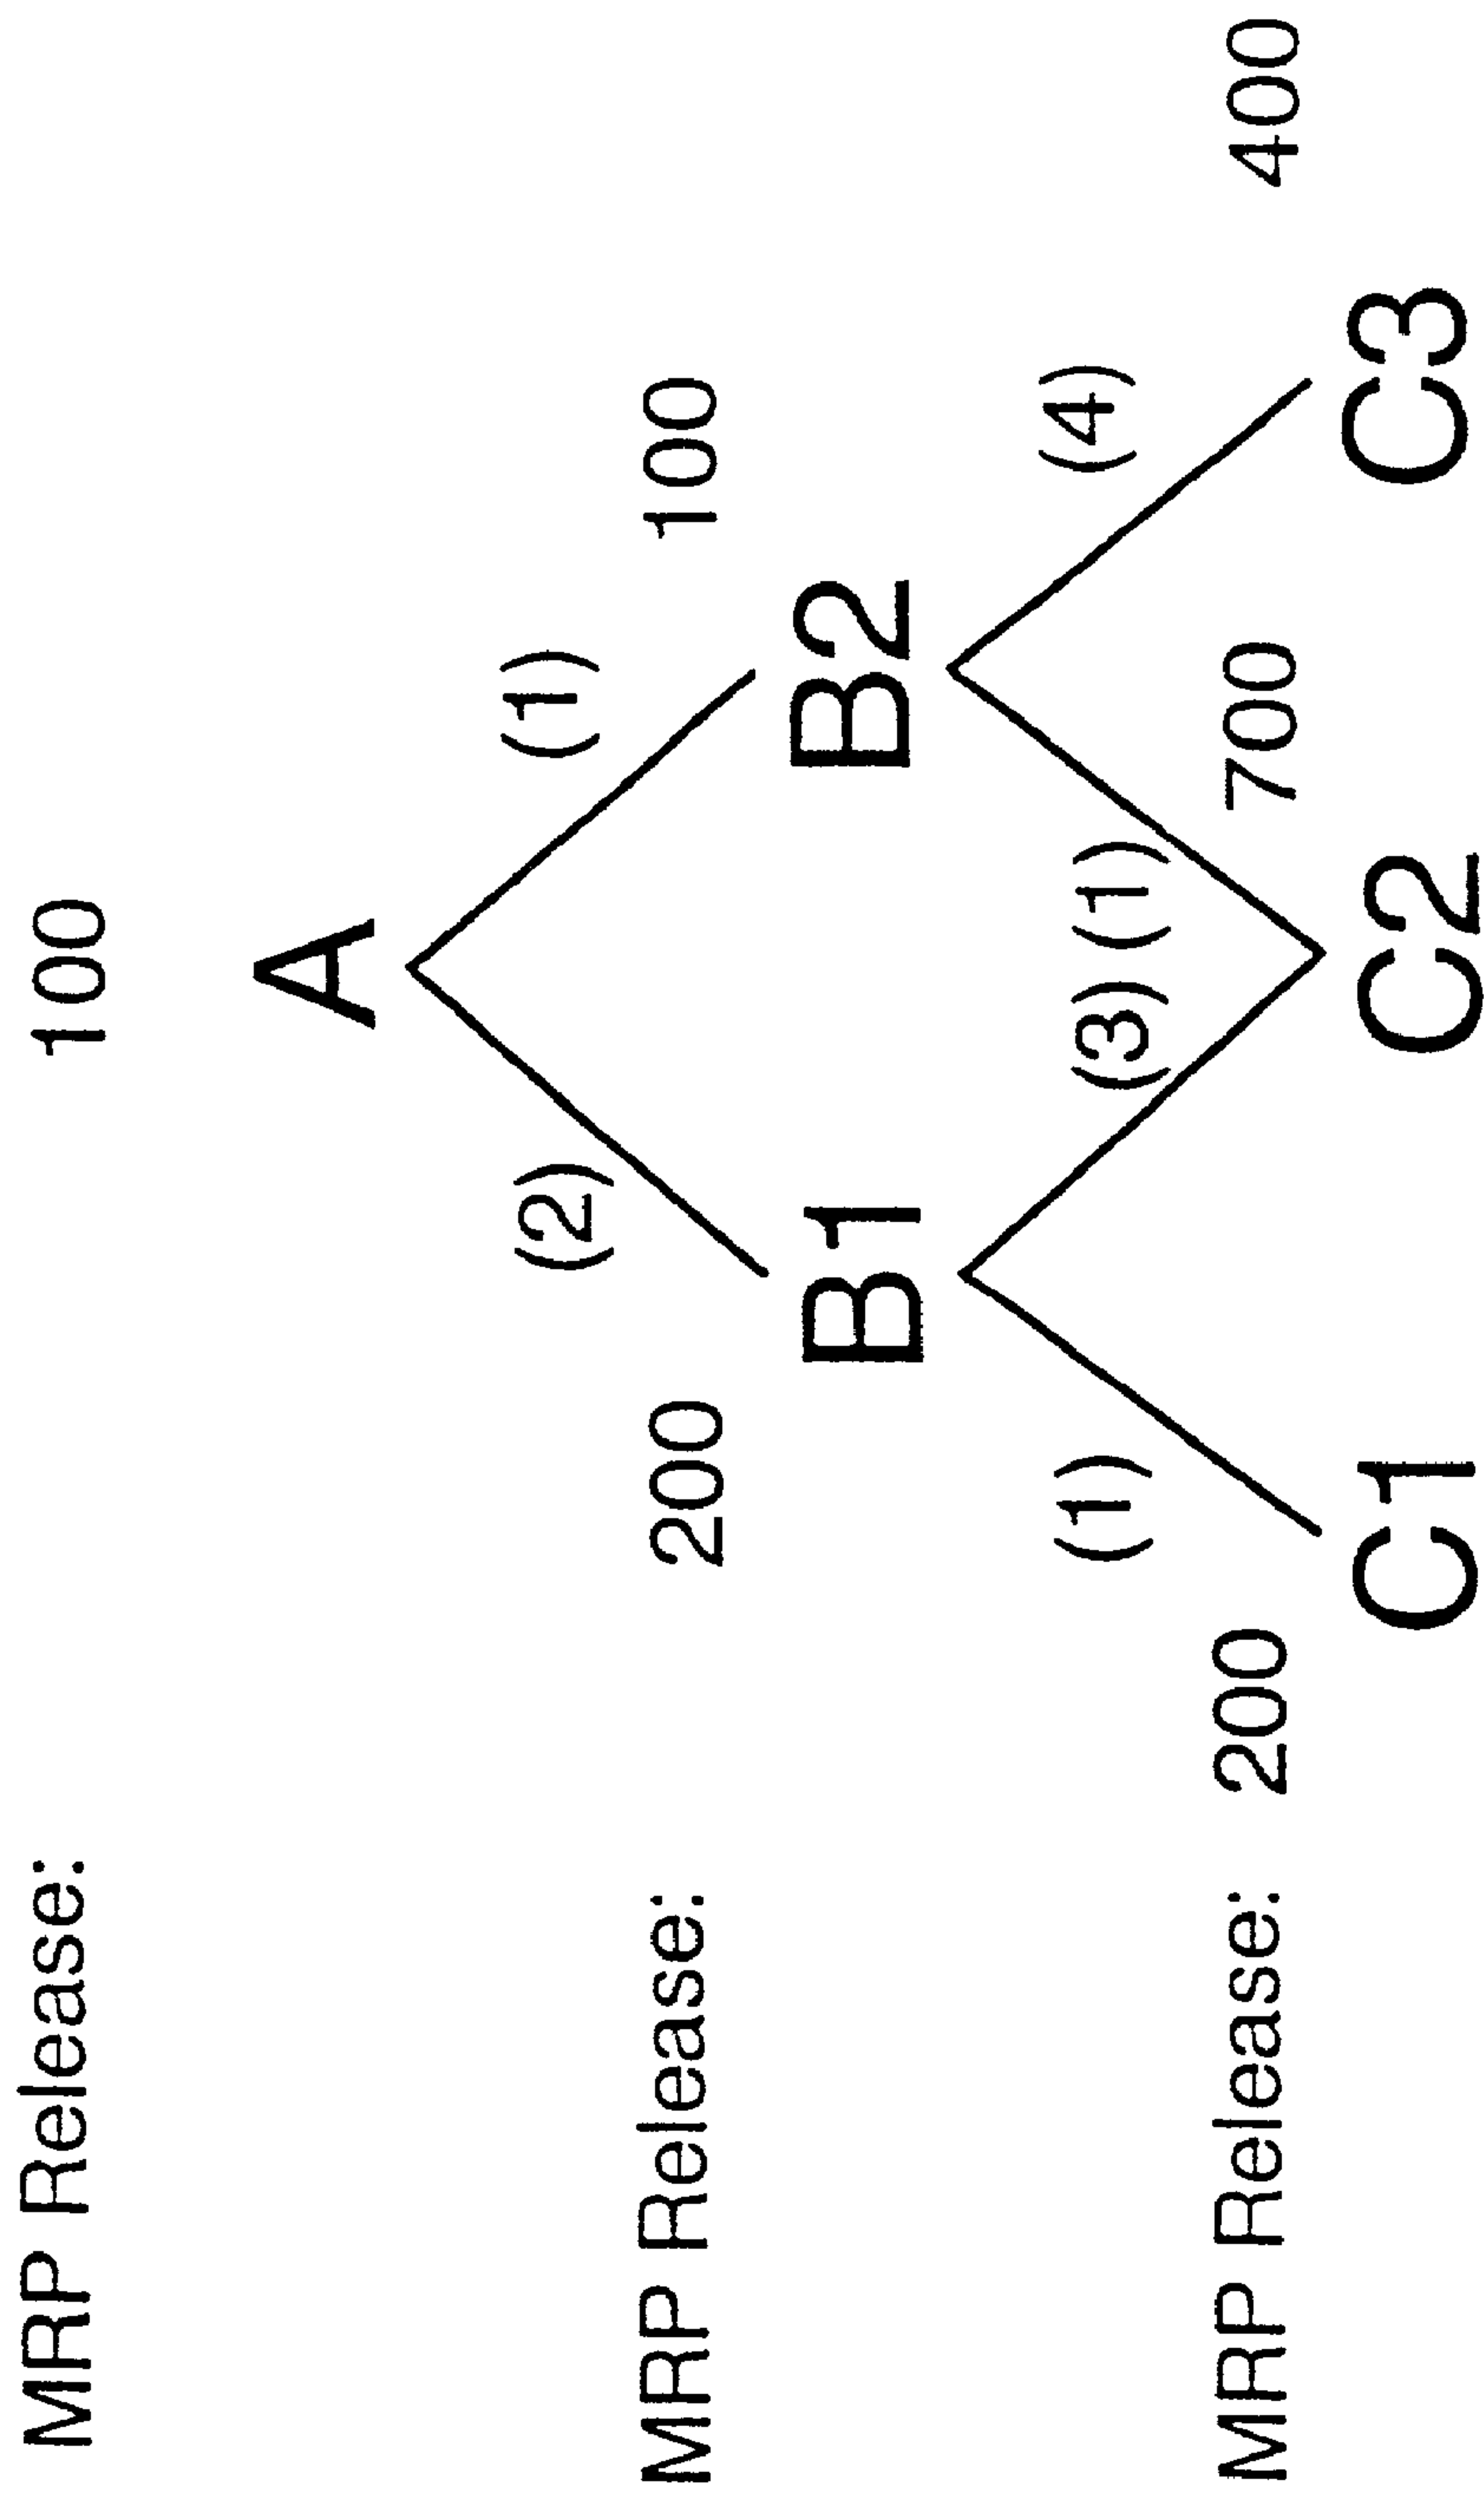 MRP Release: 100
A
(2) (1)
MRP Release: 200 100
B1 B2
(1) (3) (1) (4)
MRP Release: 200 700 400
C1 C2 C3